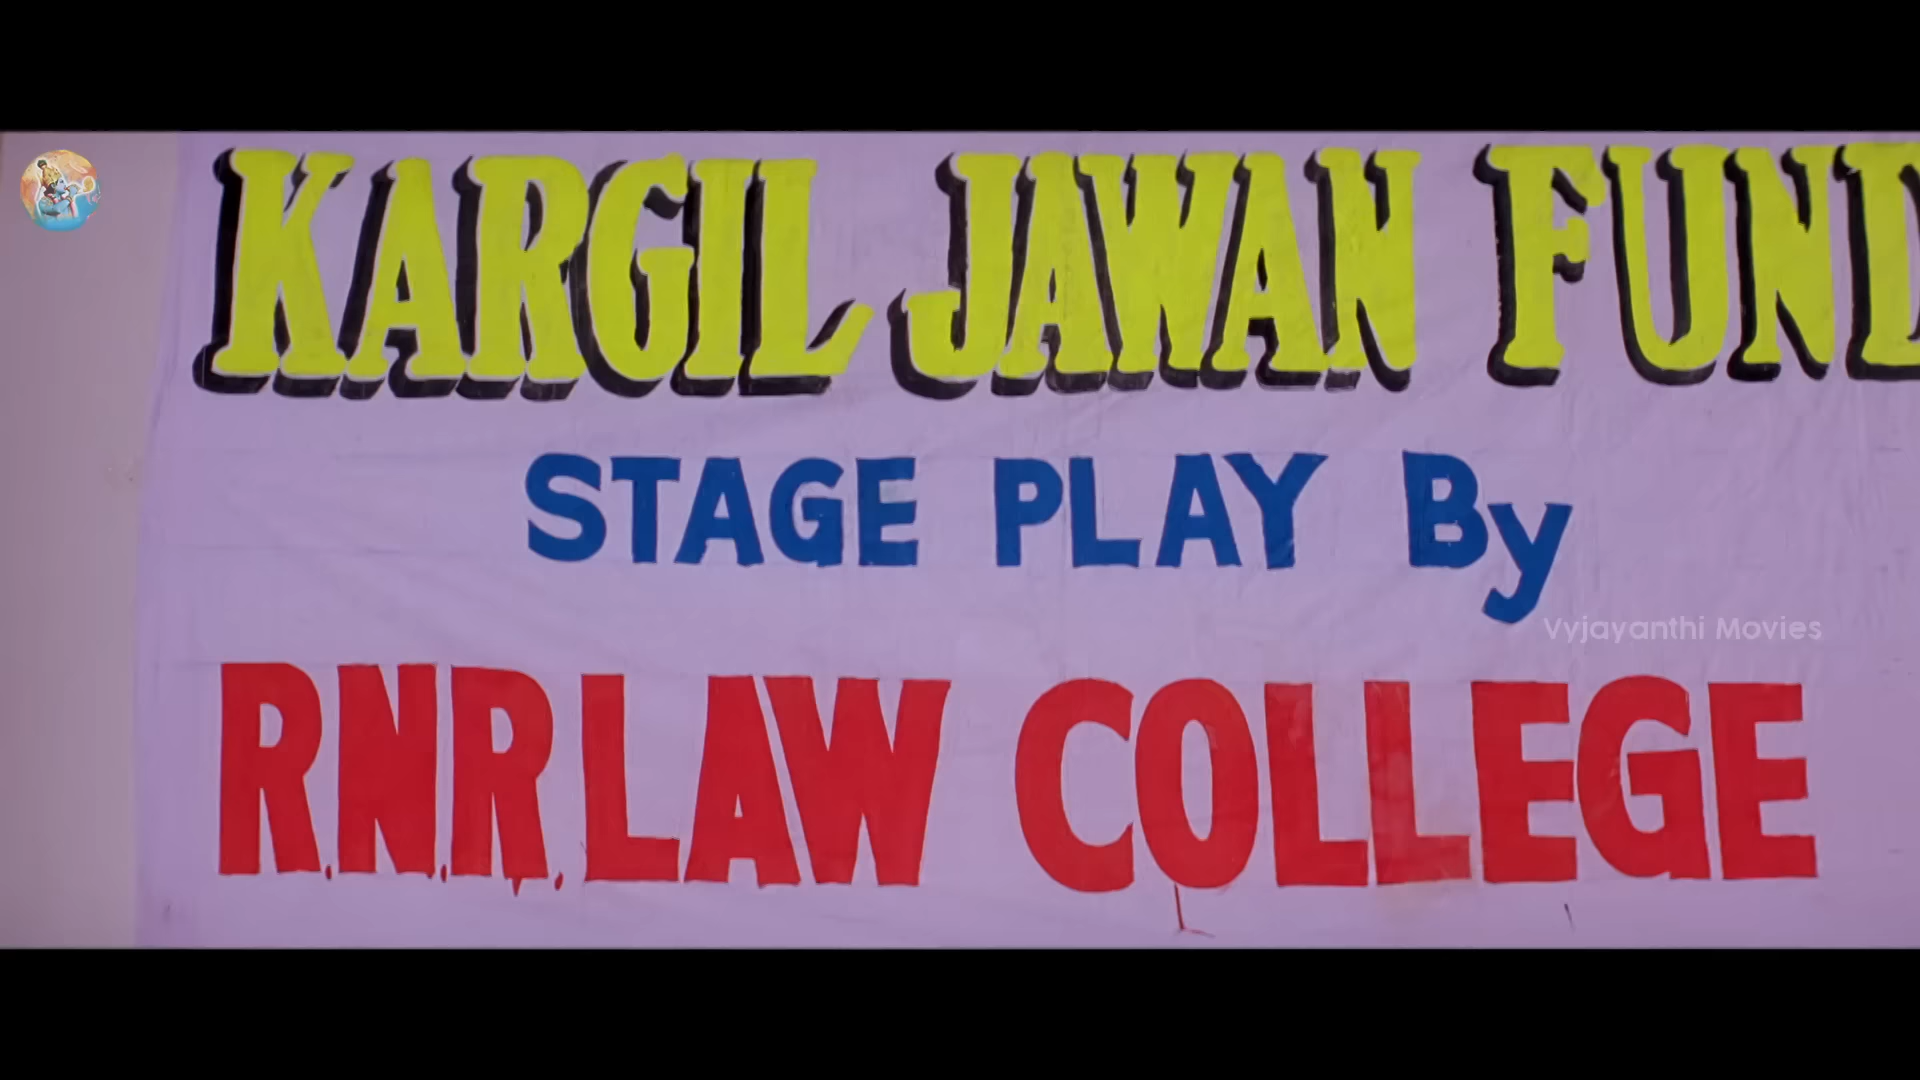 KARGIL JAWAN FUND
STAGE PLAY By
Vyjayanthi Movies
R.N.R. LAW COLLEGE